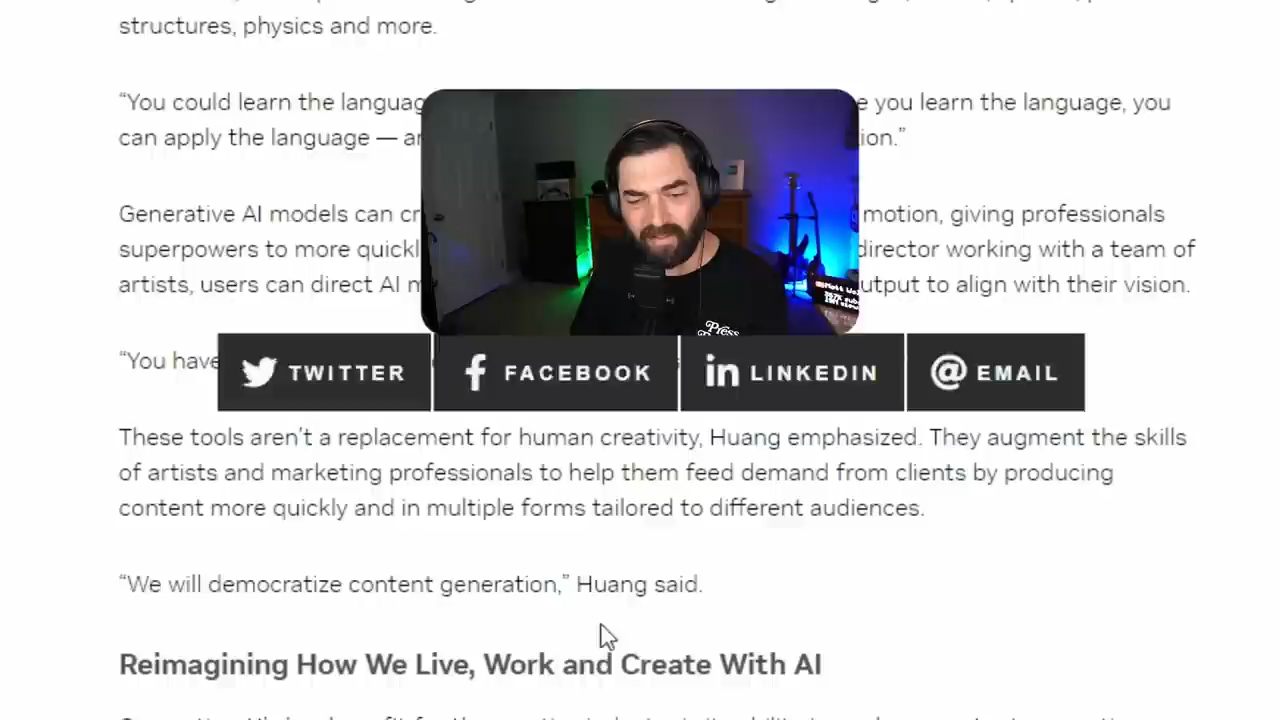 structures, physics and more.
“You could learn the you learn the language, you
can apply the language —
Generative AI models can motion, giving professionals
superpowers to more director working with a team of
artists, users can direct AI to align with their vision.
“You have
TWITTER FACEBOOK LINKEDIN EMAIL
These tools aren’t a replacement for human creativity, Huang emphasized. They augment the skills
of artists and marketing professionals to help them feed demand from clients by producing
content more quickly and in multiple forms tailored to different audiences.
“We will democratize content generation,” Huang said.
Reimagining How We Live, Work and Create With AI